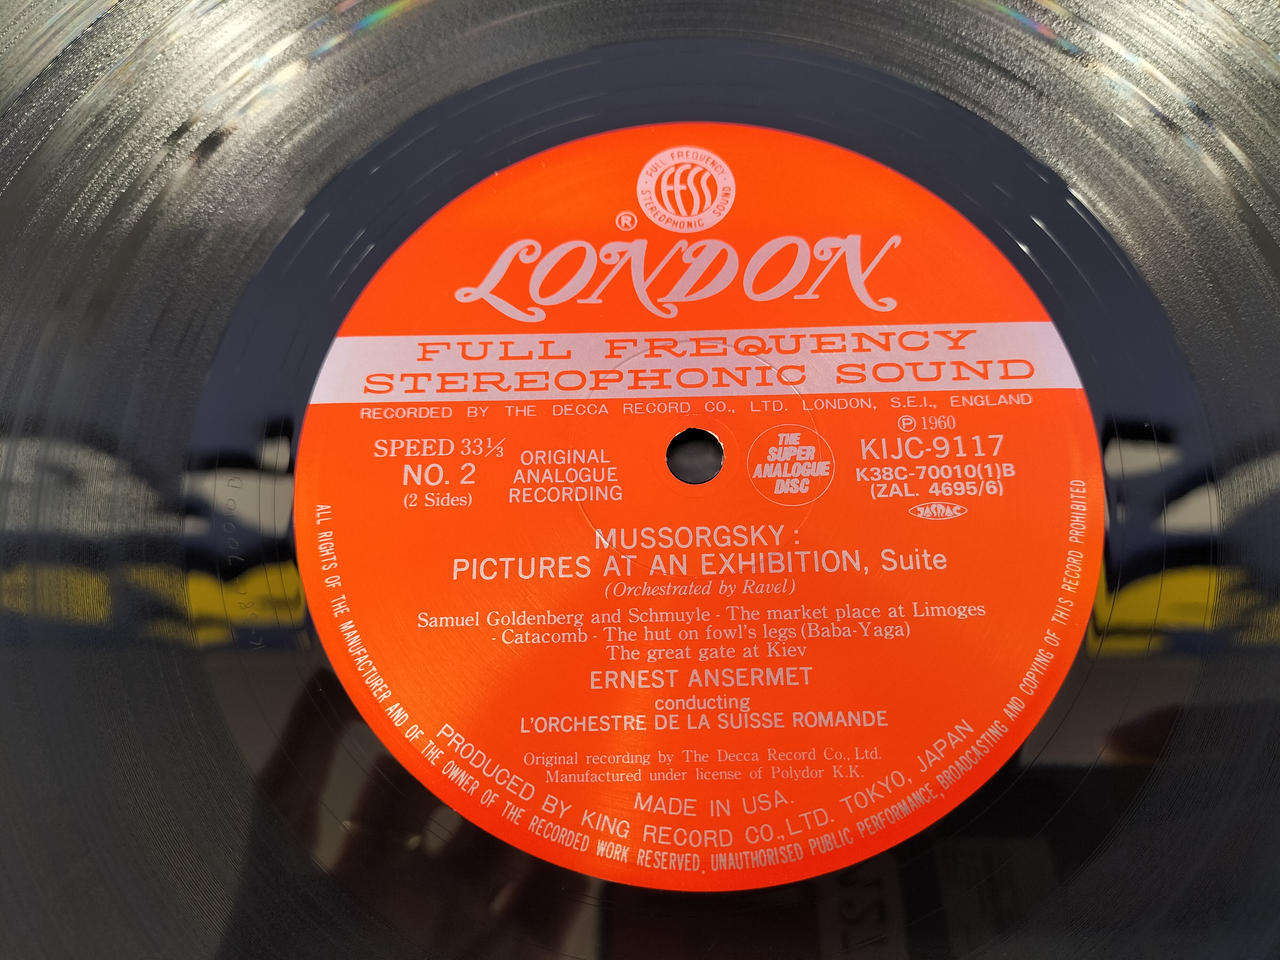 FULL FREQUENCY
FFSS
STEREOPHONIC SOUND
®
LONDON
FULL FREQUENCY
STEREOPHONIC SOUND
RECORDED BY THE DECCA RECORD CO., LTD. LONDON, S.E.I., ENGLAND
℗ 1960
SPEED 33⅓
NO. 2
(2 Sides)
ORIGINAL
ANALOGUE
RECORDING
THE
SUPER
ANALOGUE
DISC
KIJC-9117
K38C-70010(1)B
(ZAL. 4695/6)
JASRAC
MUSSORGSKY :
PICTURES AT AN EXHIBITION, Suite
(Orchestrated by Ravel)
Samuel Goldenberg and Schmuyle - The market place at Limoges
- Catacomb - The hut on fowl's legs (Baba-Yaga)
The great gate at Kiev
ERNEST ANSERMET
conducting
L'ORCHESTRE DE LA SUISSE ROMANDE
Original recording by The Decca Record Co., Ltd.
Manufactured under license of Polydor K.K.
MADE IN USA.
PRODUCED BY KING RECORD CO., LTD. TOKYO, JAPAN
ALL RIGHTS OF THE MANUFACTURER AND OF THE OWNER OF THE RECORDED WORK RESERVED. UNAUTHORISED PUBLIC PERFORMANCE, BROADCASTING AND COPYING OF THIS RECORD PROHIBITED